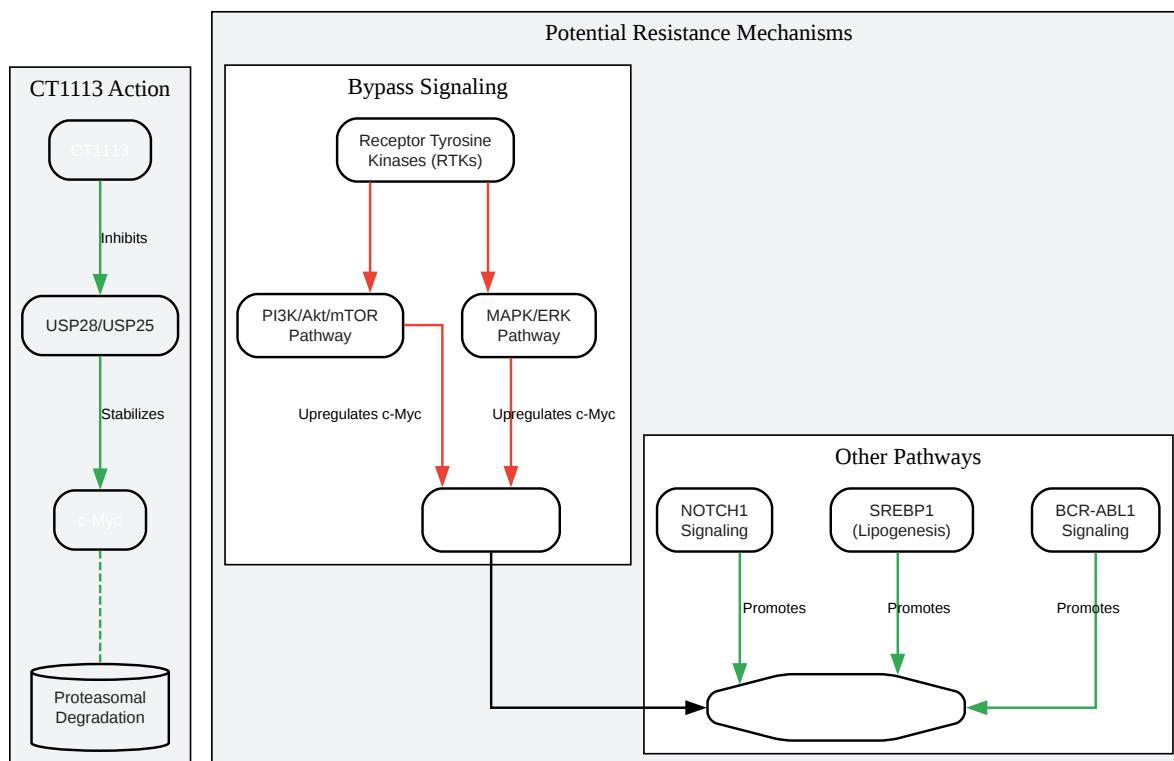 Potential Resistance Mechanisms
CT1113 Action
CT1113
Inhibits
USP28/USP25
Stabilizes
c-Myc
Proteasomal
Degradation
Bypass Signaling
Receptor Tyrosine
Kinases (RTKs)
PI3K/Akt/mTOR
Pathway
MAPK/ERK
Pathway
Upregulates c-Myc
Upregulates c-Myc
Other Pathways
NOTCH1
Signaling
SREBP1
(Lipogenesis)
BCR-ABL1
Signaling
Promotes
Promotes
Promotes